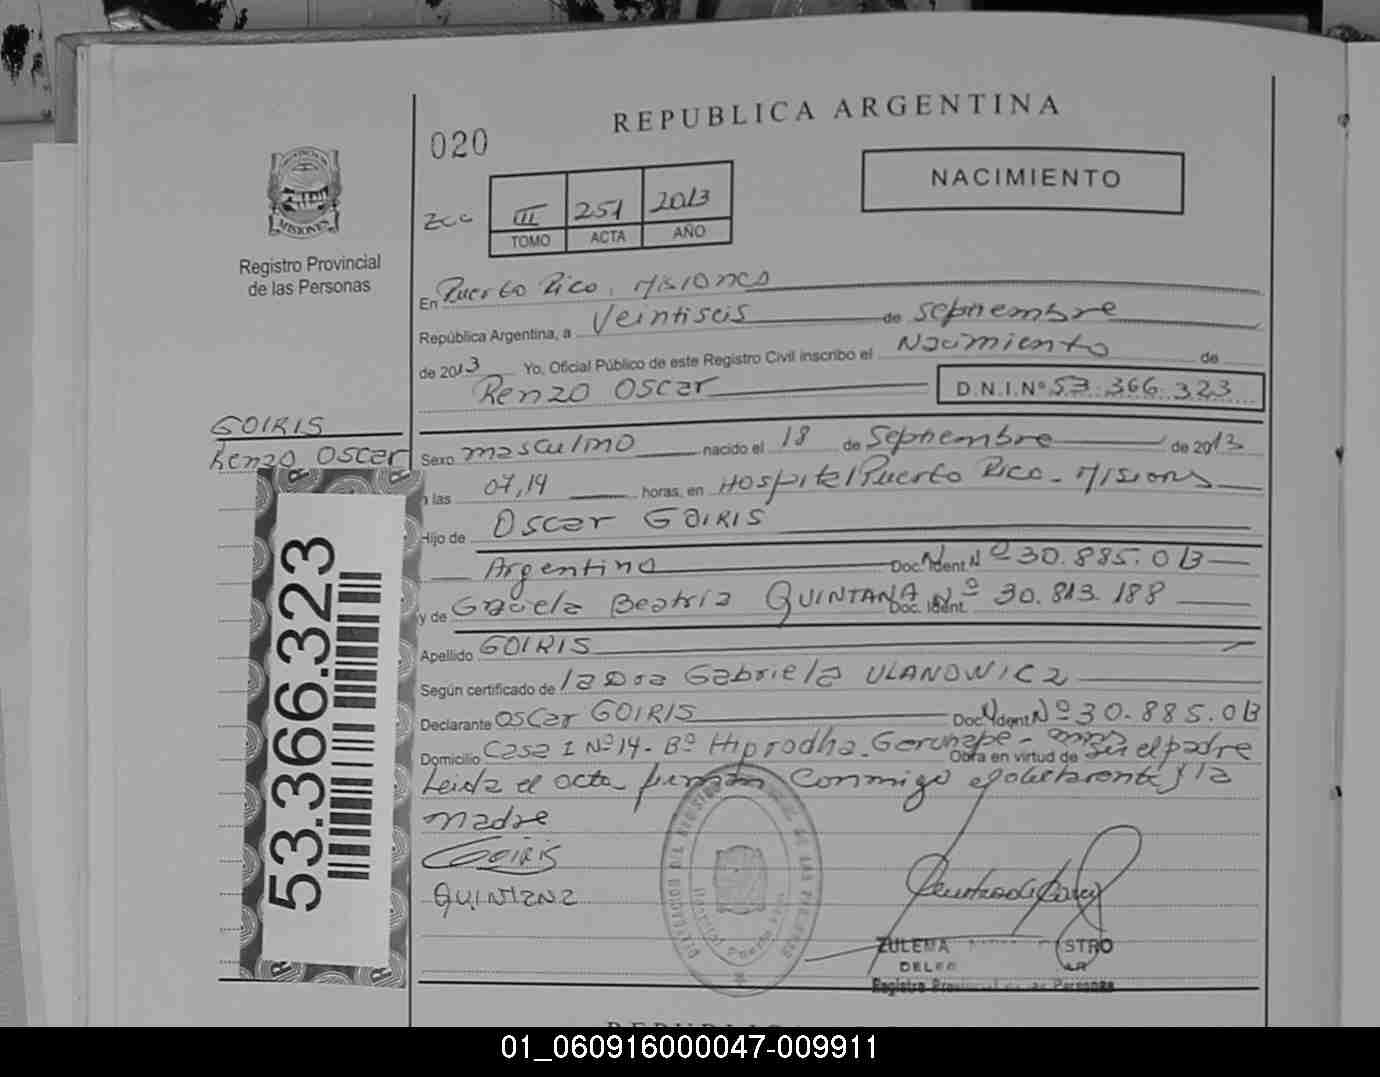 REPUBLICA ARGENTINA
020
NACIMIENTO
MISIONES
Registro Provincial
de las Personas
III 251 2013
TOMO ACTA AÑO
En Puerto Rico, Misiones
República Argentina, a Veintiseis de septiembre
de 2013 Yo, Oficial Público de este Registro Civil inscribo el Nacimiento de
Renzo Oscar D.N.I.Nº 53.366.323
GOIRIS
Renzo Oscar
Sexo masculino nacido el 18 de Septiembre de 2013
a las 07,14 horas, en Hospital Puerto Rico - Misiones
Hijo de Oscar GOIRIS
Argentino Doc. Ident. Nº 30.885.013
y de Graciela Beatriz QUINTANA Doc. Ident. Nº 30.813.188
Apellido GOIRIS
Según certificado de la Dra Gabriela ULANOWICZ
Declarante Oscar GOIRIS Doc. Ident. Nº 30.885.013
Domicilio Casa 1 Nº 14 - Bº Hiprodha - Garuhape - Obra en virtud de ser el padre
Leida el acta firman conmigo el declarante y la
madre
GOIRIS
QUINTANA
53.366.323
ZULEMA
Registro Provincial de las Personas
01_060916000047-009911